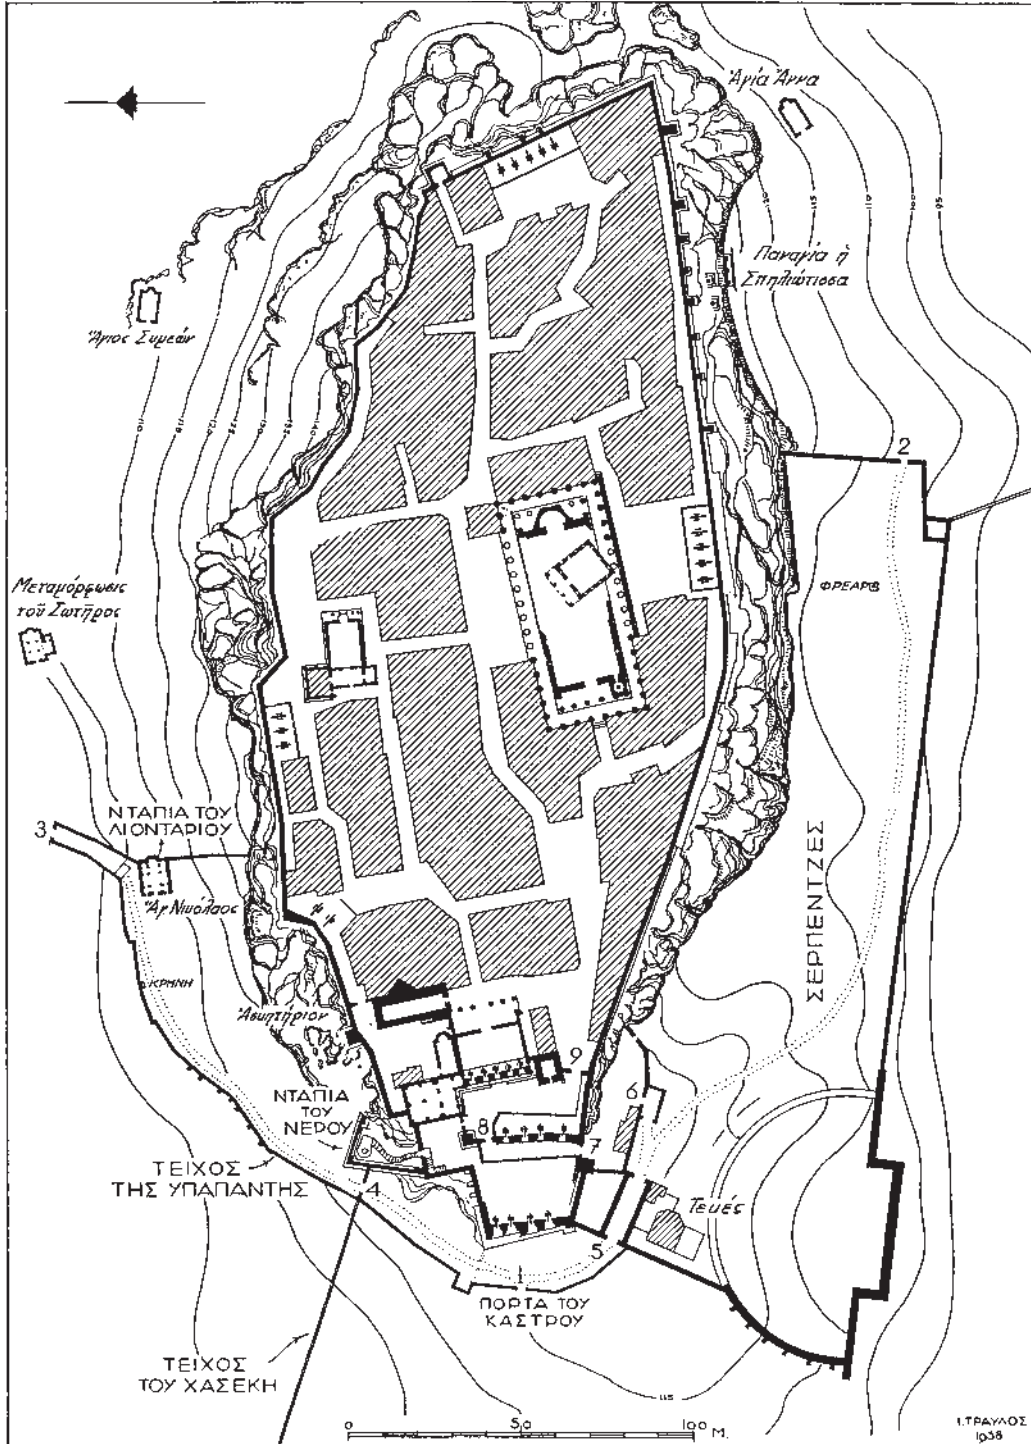 Ἁγία Ἄννα
Παναγία ἡ
Σπηλιώτισσα
Ἅγιος Συμεών
2
Μεταμόρφωσις
τοῦ Σωτῆρος
ΦΡΕΑΡ
3
ΝΤΑΠΙΑ ΤΟΥ
ΛΙΟΝΤΑΡΙΟΥ
Ἅγ. Νικόλαος
ΣΕΡΠΕΝΤΖΕΣ
ΚΡΗΝΗ
Ἀσκητήριον
9
6
ΝΤΑΠΙΑ
ΤΟΥ
ΝΕΡΟΥ
8
7
ΤΕΙΧΟΣ
ΤΗΣ ΥΠΑΠΑΝΤΗΣ
4
Τεκές
5
1
ΠΟΡΤΑ ΤΟΥ
ΚΑΣΤΡΟΥ
ΤΕΙΧΟΣ
ΤΟΥ ΧΑΣΕΚΗ
115
0 50 100 Μ.
Ι. ΤΡΑΥΛΟΣ
1938